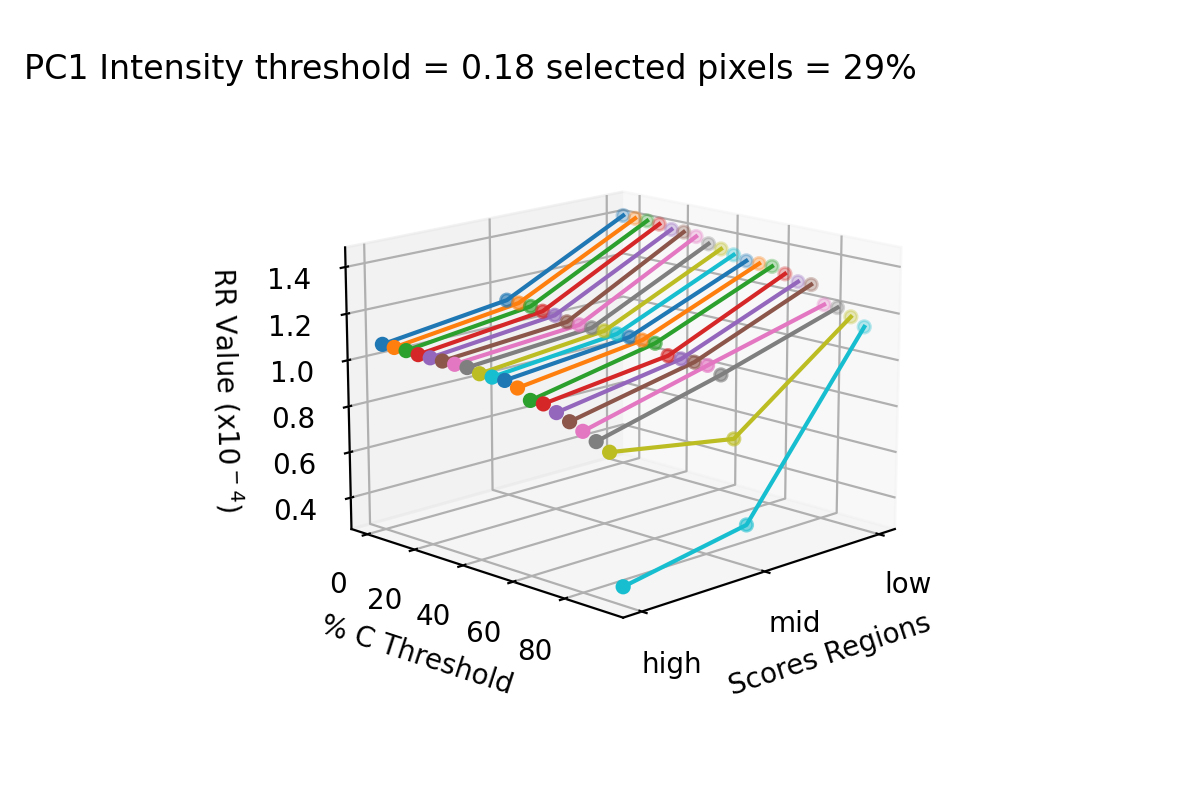 PC1 Intensity threshold = 0.18 selected pixels = 29%
1.4
1.2
1.0
0.8
0.6
0.4
RR Value (x10⁻⁴)
0
20
40
60
80
% C Threshold
high
mid
low
Scores Regions